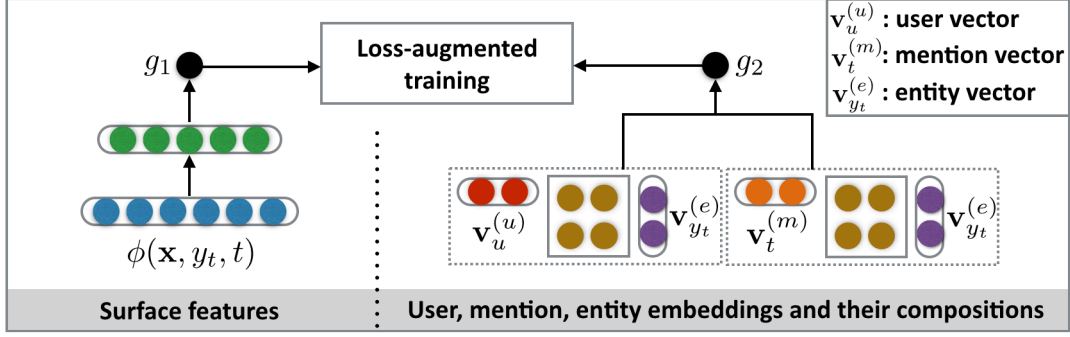 g₁
Loss-augmented
training
g₂
v_u^(u) : user vector
v_t^(m) : mention vector
v_{y_t}^(e) : entity vector
ϕ(x, y_t, t)
v_u^(u)
v_{y_t}^(e)
v_t^(m)
v_{y_t}^(e)
Surface features
User, mention, entity embeddings and their compositions